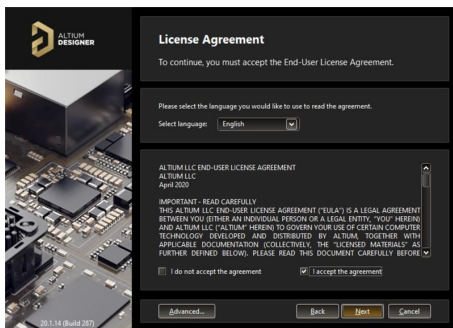 ALTIUM
DESIGNER
License Agreement
To continue, you must accept the End-User License Agreement.
Please select the language you would like to use to read the agreement.
Select language: English
ALTIUM LLC END-USER LICENSE AGREEMENT
ALTIUM LLC
April 2020
IMPORTANT - READ CAREFULLY
THIS ALTIUM LLC END-USER LICENSE AGREEMENT ("EULA") IS A LEGAL AGREEMENT
BETWEEN YOU (EITHER AN INDIVIDUAL PERSON OR A LEGAL ENTITY, "YOU" HEREIN)
AND ALTIUM LLC ("ALTIUM" HEREIN) TO GOVERN YOUR USE OF CERTAIN COMPUTER
TECHNOLOGY DEVELOPED AND DISTRIBUTED BY ALTIUM, TOGETHER WITH
APPLICABLE DOCUMENTATION (COLLECTIVELY, THE "LICENSED MATERIALS" AS
FURTHER DEFINED BELOW). PLEASE READ THIS DOCUMENT CAREFULLY BEFORE
I do not accept the agreement
I accept the agreement
20.1.14 (Build 287)
Advanced...
Back
Next
Cancel